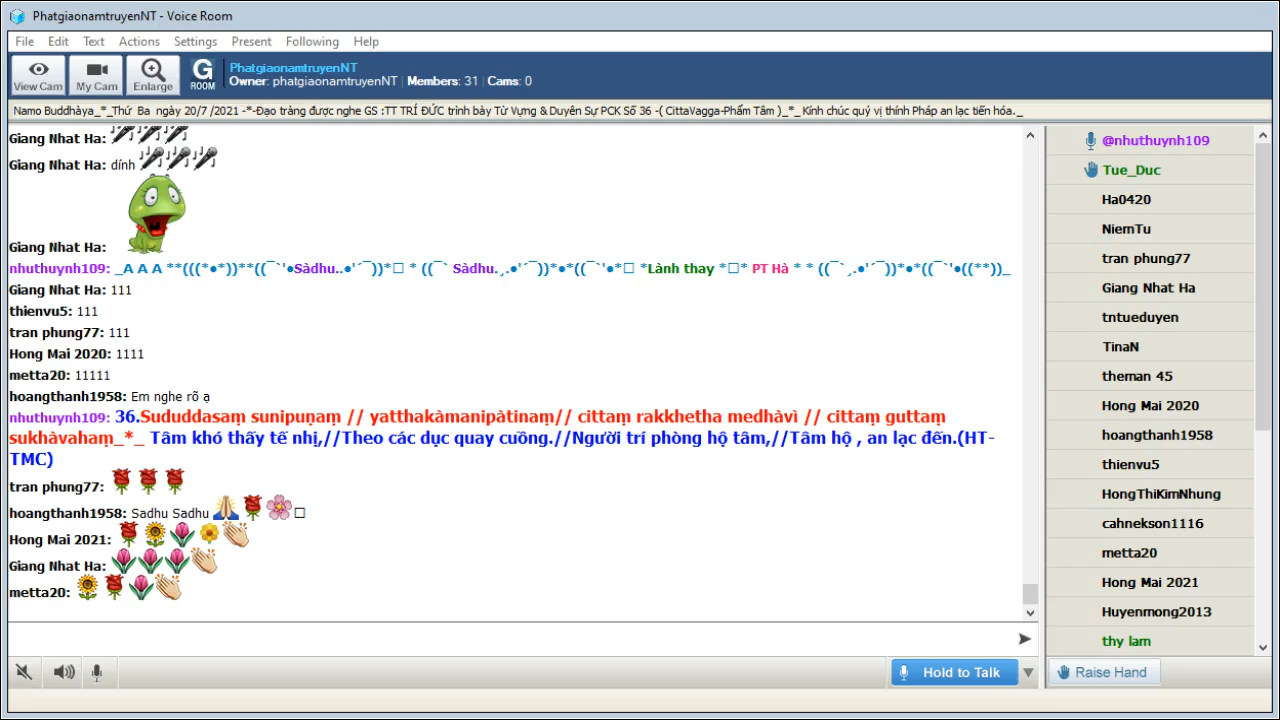 PhatgiaonamtruyenNT - Voice Room
File Edit Text Actions Settings Present Following Help
View Cam My Cam Enlarge G ROOM
PhatgiaonamtruyenNT
Owner: phatgiaonamtruyenNT | Members: 31 | Cams: 0
Namo Buddhàya_*_Thứ Ba ngày 20/7 /2021 -*-Đạo tràng được nghe GS :TT TRÍ ĐỨC trình bày Từ Vựng & Duyên Sự PCK Số 36 -( CittaVagga-Phẩm Tâm )_*_Kính chúc quý vị thính Pháp an lạc tiến hóa._
Giang Nhat Ha:
Giang Nhat Ha: dính
Giang Nhat Ha:
nhuthuynh109: _A A A **(((*●*))**((¯`'●Sàdhu..●'´¯))*□ * ((¯` Sàdhu.¸.●'´¯))*●*((¯`'●*□ *Lành thay *□* PT Hà * * ((¯`¸.●'´¯))*●*((¯`'●((**))_
Giang Nhat Ha: 111
thienvu5: 111
tran phung77: 111
Hong Mai 2020: 1111
metta20: 11111
hoangthanh1958: Em nghe rõ ạ
nhuthuynh109: 36.Sududdasaṃ sunipuṇaṃ // yatthakàmanipàtinaṃ// cittaṃ rakkhetha medhàvì // cittaṃ guttaṃ
sukhàvahaṃ_*_ Tâm khó thấy tế nhị,//Theo các dục quay cuồng.//Người trí phòng hộ tâm,//Tâm hộ , an lạc đến.(HT-
TMC)
tran phung77:
hoangthanh1958: Sadhu Sadhu
Hong Mai 2021:
Giang Nhat Ha:
metta20:
@nhuthuynh109
Tue_Duc
Ha0420
NiemTu
tran phung77
Giang Nhat Ha
tntueduyen
TinaN
theman 45
Hong Mai 2020
hoangthanh1958
thienvu5
HongThiKimNhung
cahnekson1116
metta20
Hong Mai 2021
Huyenmong2013
thy lam
Hold to Talk
Raise Hand